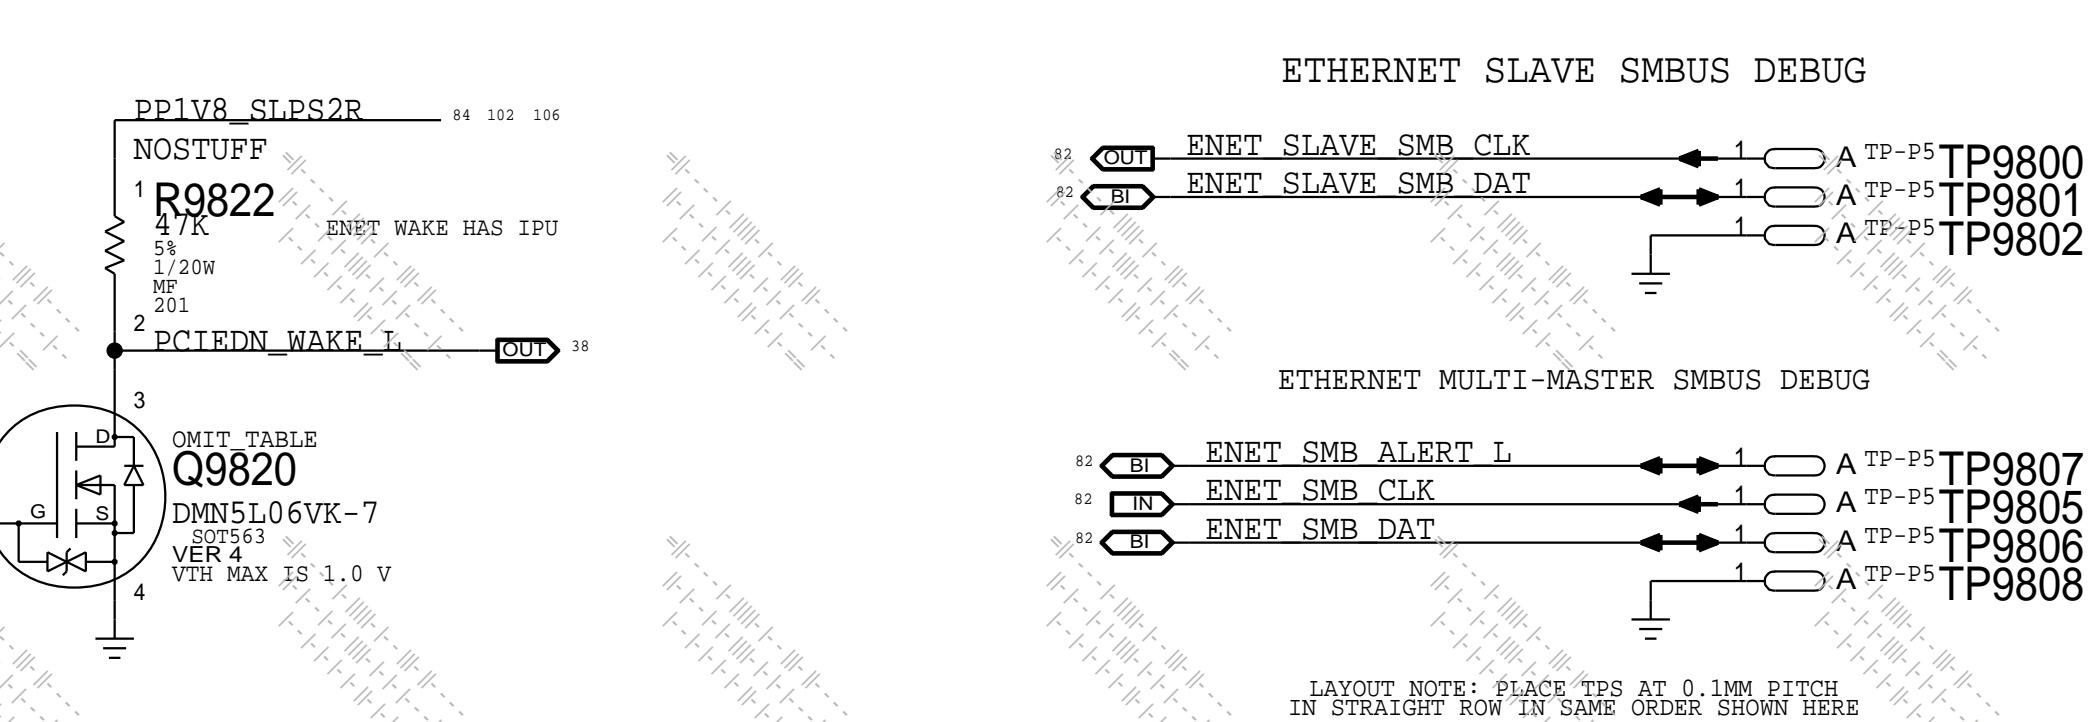 PP1V8_SLPS2R 84 102 106
NOSTUFF
1
R9822
47K
5%
1/20W
MF
201
2
ENET WAKE HAS IPU
PCIEDN_WAKE_L OUT 38
3
D
G
S
OMIT_TABLE
Q9820
DMN5L06VK-7
SOT563
VER 4
VTH MAX IS 1.0 V
4
ETHERNET SLAVE SMBUS DEBUG
82 OUT ENET_SLAVE_SMB_CLK 1 A TP-P5 TP9800
82 BI ENET_SLAVE_SMB_DAT 1 A TP-P5 TP9801
1 A TP-P5 TP9802
ETHERNET MULTI-MASTER SMBUS DEBUG
82 BI ENET_SMB_ALERT_L 1 A TP-P5 TP9807
82 IN ENET_SMB_CLK 1 A TP-P5 TP9805
82 BI ENET_SMB_DAT 1 A TP-P5 TP9806
1 A TP-P5 TP9808
LAYOUT NOTE: PLACE TPS AT 0.1MM PITCH
IN STRAIGHT ROW IN SAME ORDER SHOWN HERE